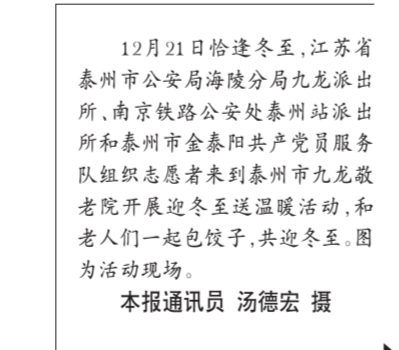 12月21日恰逢冬至,江苏省
泰州市公安局海陵分局九龙派出
所、南京铁路公安处泰州站派出
所和泰州市金泰阳共产党员服务
队组织志愿者来到泰州市九龙敬
老院开展迎冬至送温暖活动,和
老人们一起包饺子,共迎冬至。图
为活动现场。
本报通讯员 汤德宏 摄